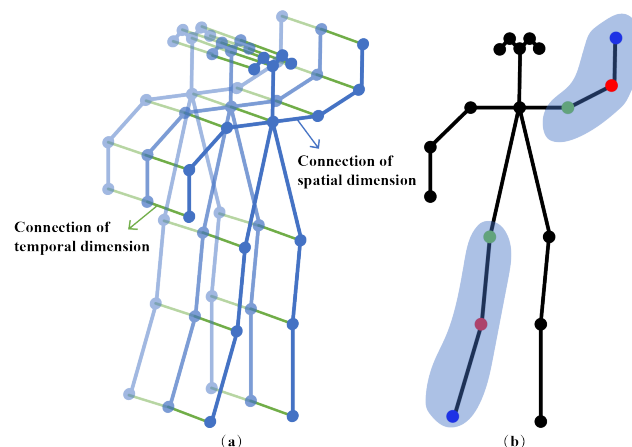 Connection of
spatial dimension
Connection of
temporal dimension
(a)
(b)